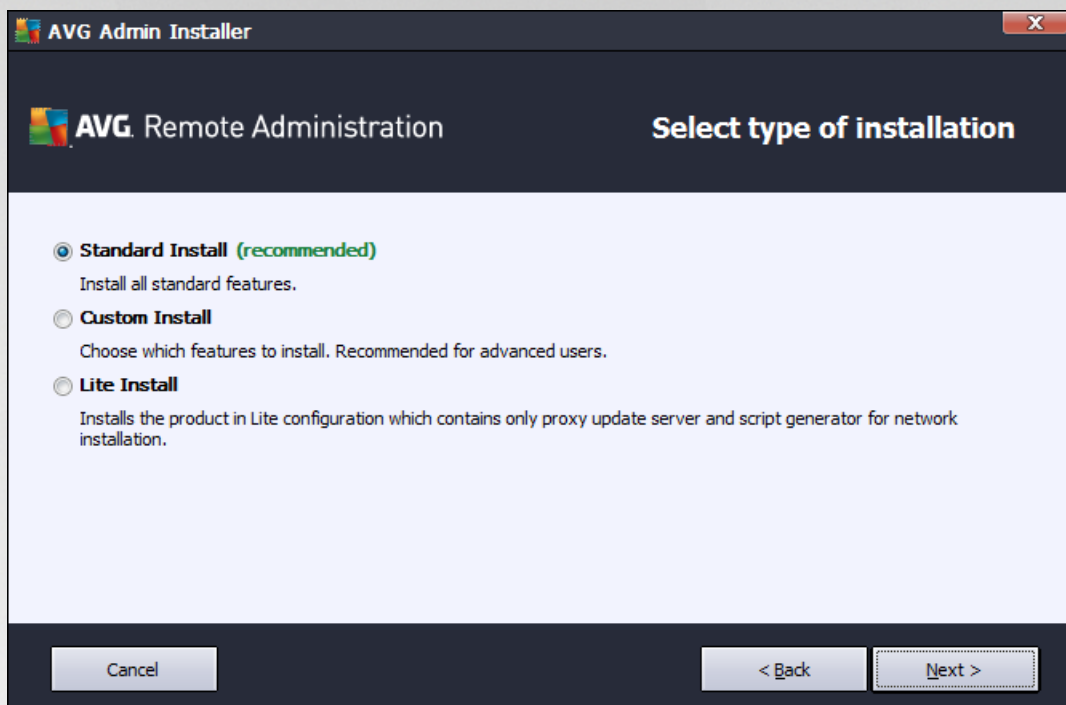 AVG Admin Installer
AVG. Remote Administration
Select type of installation
Standard Install (recommended)
Install all standard features.
Custom Install
Choose which features to install. Recommended for advanced users.
Lite Install
Installs the product in Lite configuration which contains only proxy update server and script generator for network
installation.
Cancel
< Back
Next >